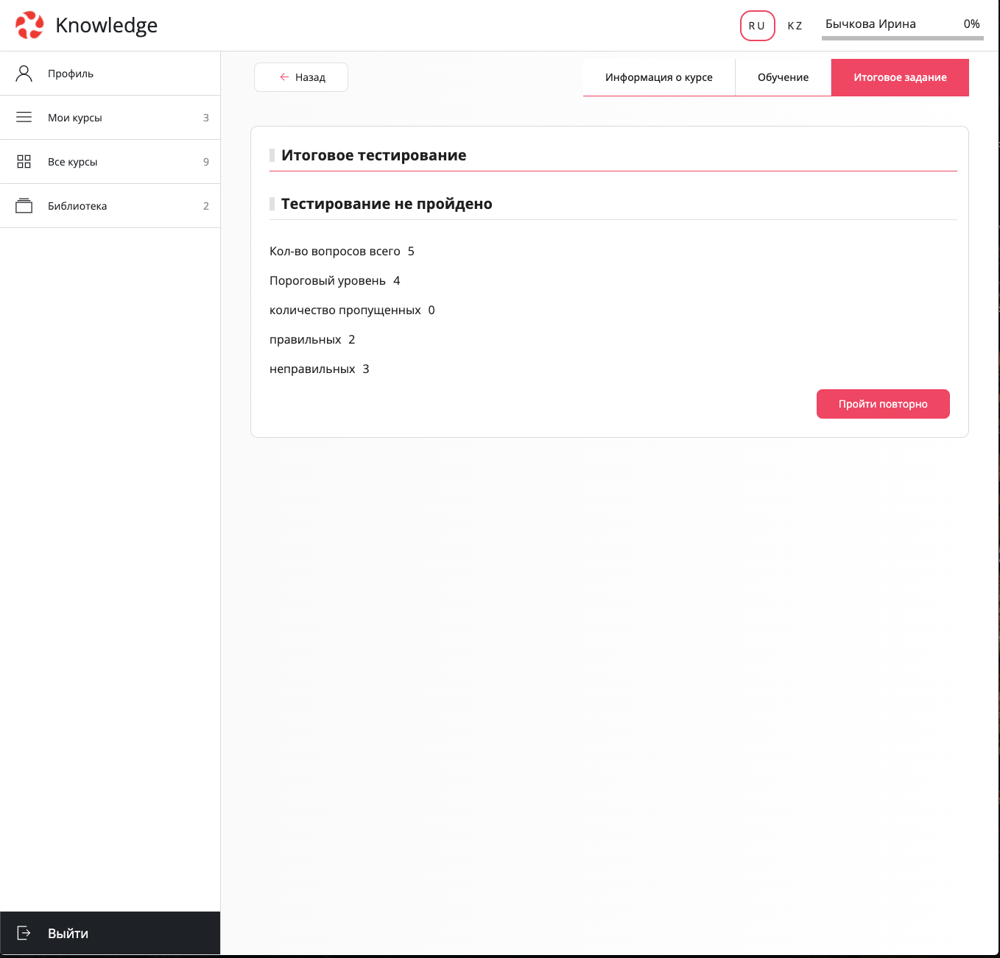 Knowledge
RU KZ Бычкова Ирина 0%
Профиль
Мои курсы 3
Все курсы 9
Библиотека 2
Назад
Информация о курсе Обучение Итоговое задание
Итоговое тестирование
Тестирование не пройдено
Кол-во вопросов всего 5
Пороговый уровень 4
количество пропущенных 0
правильных 2
неправильных 3
Пройти повторно
Выйти